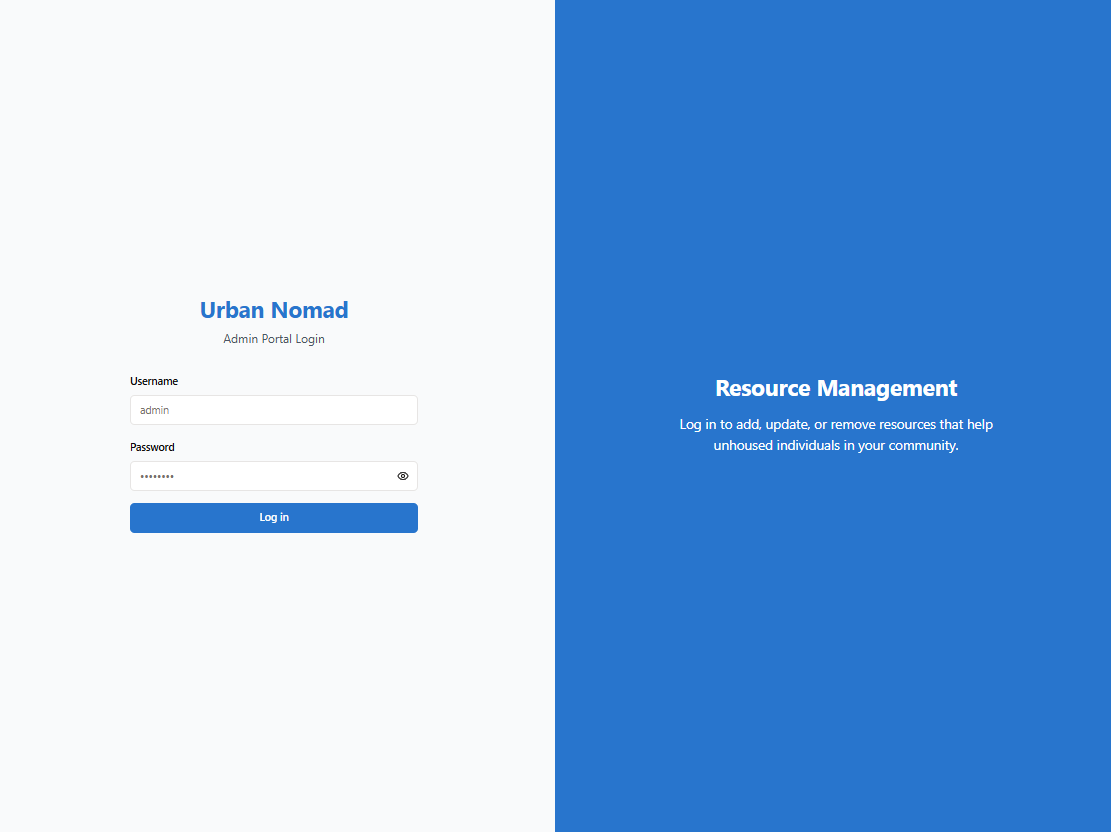 Urban Nomad
Admin Portal Login
Username
admin
Password
••••••••
Log in
Resource Management
Log in to add, update, or remove resources that help
unhoused individuals in your community.